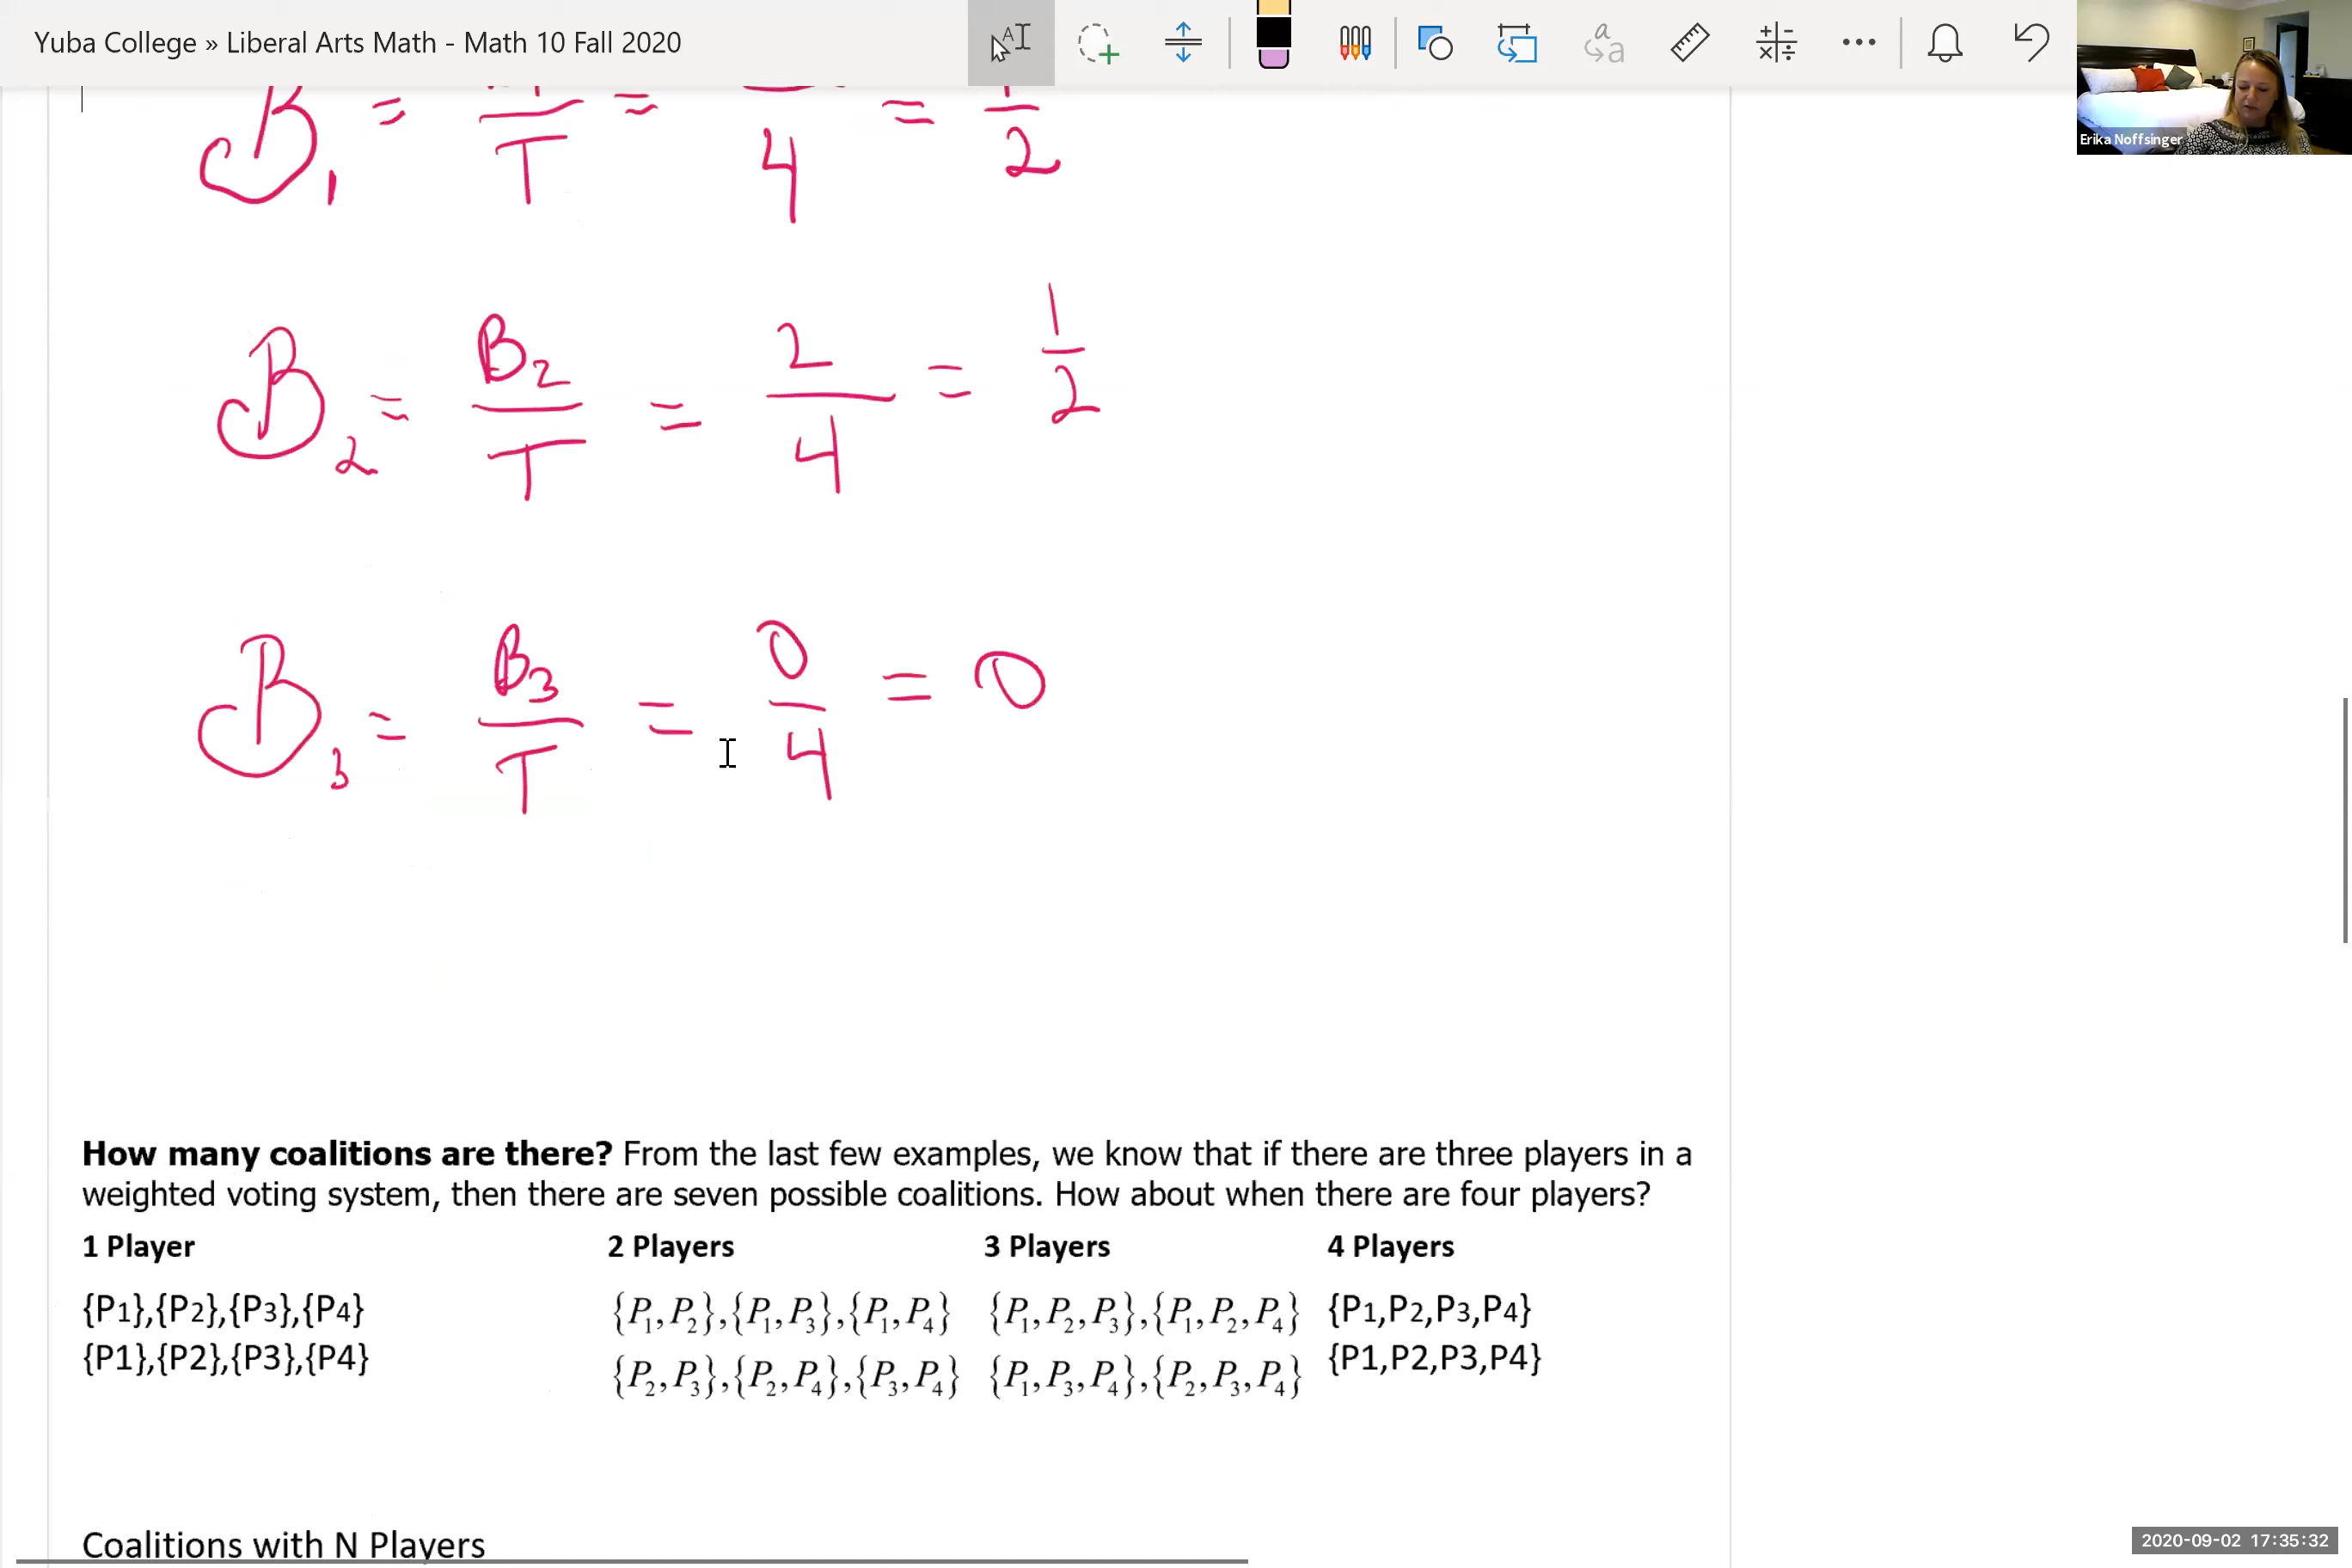 Yuba College » Liberal Arts Math - Math 10 Fall 2020
Erika Noffsinger
B₁ = /T = /4 = 1/2
B₂ = B₂/T = 2/4 = 1/2
B₃ = B₃/T = 0/4 = 0
How many coalitions are there? From the last few examples, we know that if there are three players in a
weighted voting system, then there are seven possible coalitions. How about when there are four players?
1 Player 2 Players 3 Players 4 Players
{P1},{P2},{P3},{P4} {P₁,P₂},{P₁,P₃},{P₁,P₄} {P₁,P₂,P₃},{P₁,P₂,P₄} {P1,P2,P3,P4}
{P1},{P2},{P3},{P4} {P₂,P₃},{P₂,P₄},{P₃,P₄} {P₁,P₃,P₄},{P₂,P₃,P₄} {P1,P2,P3,P4}
Coalitions with N Players
2020-09-02 17:35:32